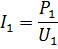 I₁ = P₁ / U₁